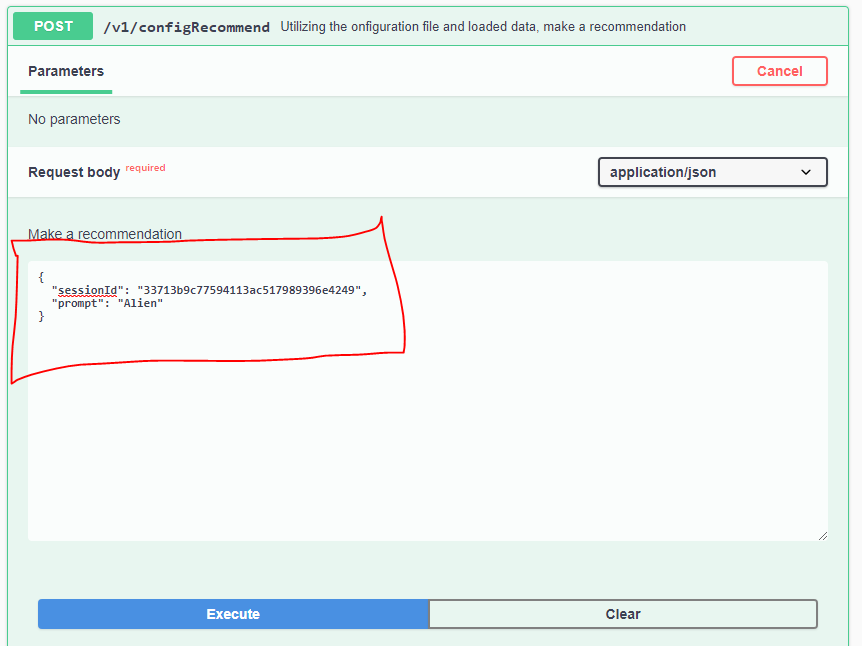 POST /v1/configRecommend Utilizing the onfiguration file and loaded data, make a recommendation
Parameters Cancel
No parameters
Request body required application/json
Make a recommendation
{
"sessionId": "33713b9c77594113ac517989396e4249",
"prompt": "Alien"
}
Execute Clear